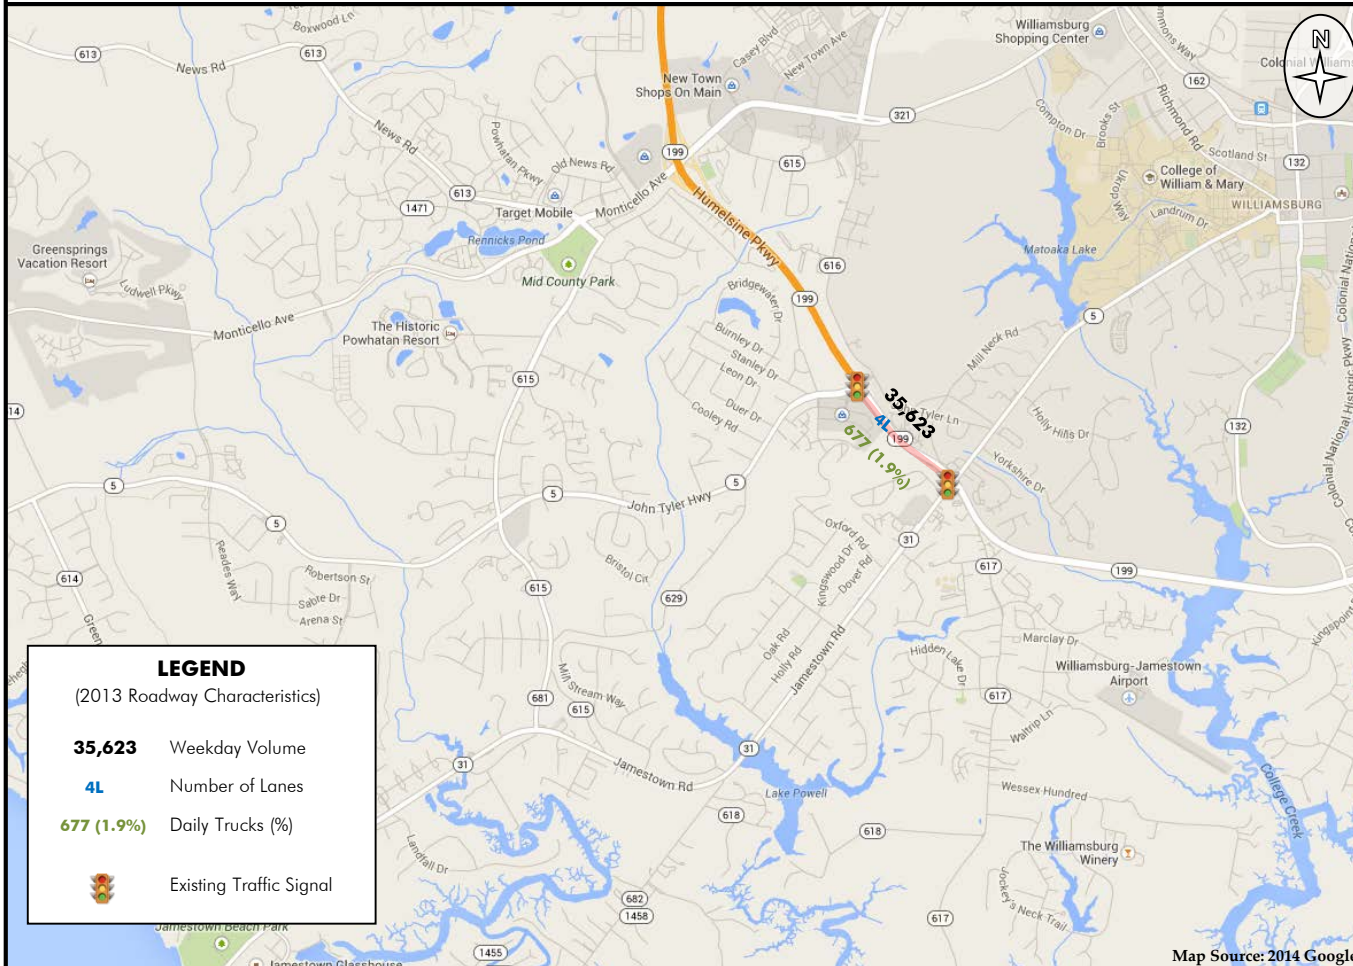 Boxwood Ln
613
News Rd
613
Casey Blvd
New Town Ave
New Town
Shops On Main
Williamsburg
Shopping Center
N
162
Richmond Rd
321
Compton Dr
Brooks St
Scotland St
132
College of
William & Mary
Ukrop Way
Landrum Dr
WILLIAMSBURG
News Rd
Powhatan Pkwy
Old News Rd
199
615
613
1471
Target Mobile
Monticello Ave
Humelsine Pkwy
Rennicks Pond
Mid County Park
Greensprings
Vacation Resort
Ludwell Pkwy
Monticello Ave
The Historic
Powhatan Resort
616
199
Matoaka Lake
5
Mill Neck Rd
Bridgewater Dr
Burnley Dr
Stanley Dr
Leon Dr
Duer Dr
Cooley Rd
615
14
35,623
4L
199
677 (1.9%)
Tyler Ln
Holly Hills Dr
132
Colonial National Historic Pkwy
Yorkshire Dr
5
5
5
5
John Tyler Hwy
31
Oxford Rd
Kingswood Dr
Dover Rd
617
199
614
Reades Way
Robertson St
Sabre Dr
Arena St
Green
615
Bristol Cir
629
Oak Rd
Holly Rd
Jamestown Rd
Hidden Lake Dr
Marclay Dr
Williamsburg-Jamestown
Airport
617
Waltrip Ln
681
Mill Stream Way
615
31
Jamestown Rd
31
Lake Powell
618
618
Wessex Hundred
College Creek
The Williamsburg
Winery
Jockey's Neck Trail
Landfall Dr
682
1458
617
1455
LEGEND
(2013 Roadway Characteristics)
35,623 Weekday Volume
4L Number of Lanes
677 (1.9%) Daily Trucks (%)
Existing Traffic Signal
Jamestown Beach Park
Jamestown Glasshouse
Map Source: 2014 Google